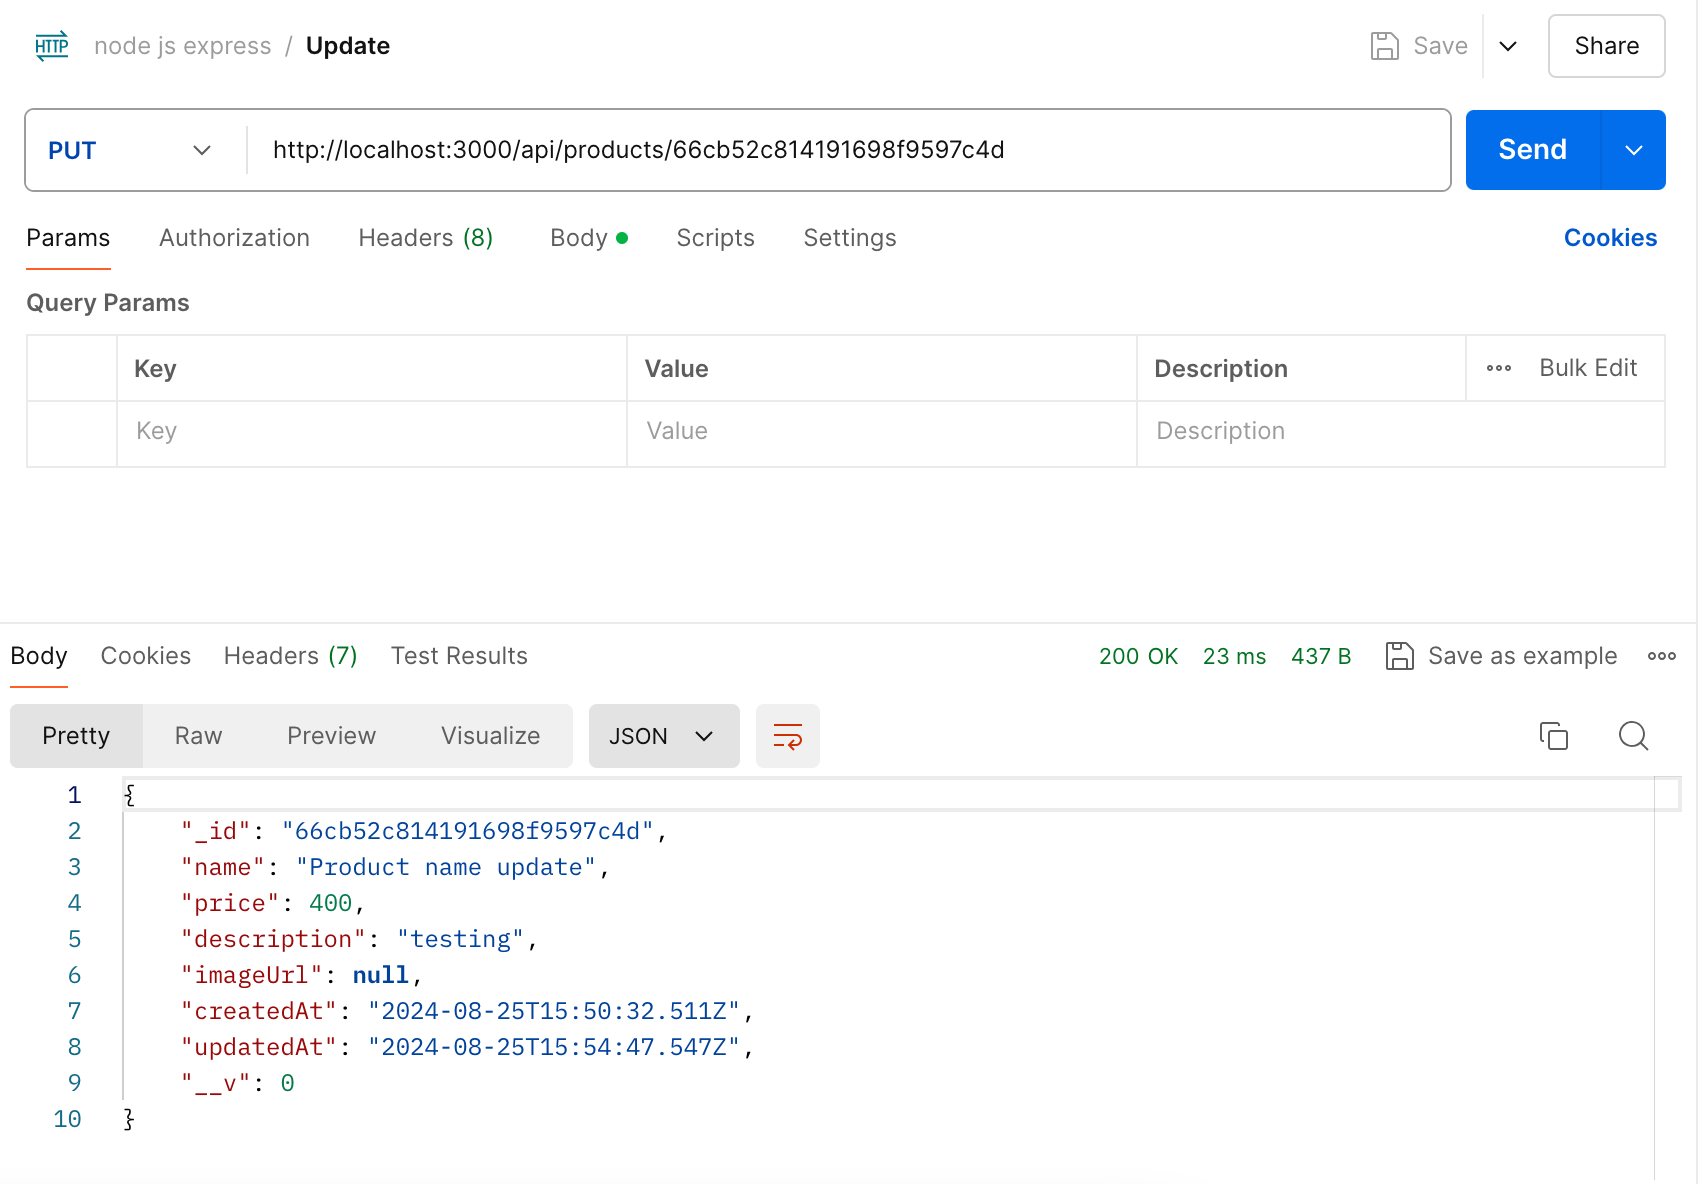 HTTP node js express / Update Save Share
PUT http://localhost:3000/api/products/66cb52c814191698f9597c4d Send
Params Authorization Headers (8) Body Scripts Settings Cookies
Query Params
Key Value Description Bulk Edit
Key Value Description
Body Cookies Headers (7) Test Results 200 OK 23 ms 437 B Save as example
Pretty Raw Preview Visualize JSON
1 {
2 "_id": "66cb52c814191698f9597c4d",
3 "name": "Product name update",
4 "price": 400,
5 "description": "testing",
6 "imageUrl": null,
7 "createdAt": "2024-08-25T15:50:32.511Z",
8 "updatedAt": "2024-08-25T15:54:47.547Z",
9 "__v": 0
10 }